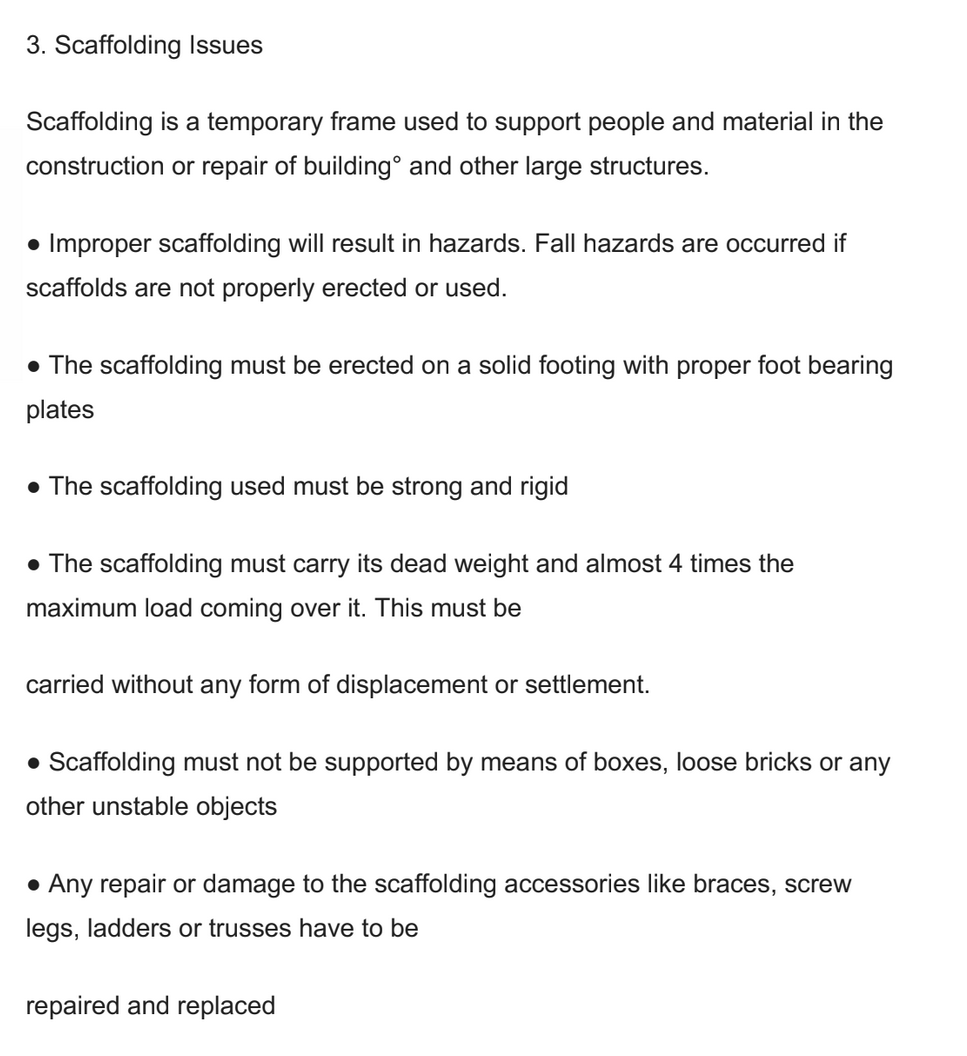 3. Scaffolding Issues
Scaffolding is a temporary frame used to support people and material in the
construction or repair of building° and other large structures.
● Improper scaffolding will result in hazards. Fall hazards are occurred if
scaffolds are not properly erected or used.
● The scaffolding must be erected on a solid footing with proper foot bearing
plates
● The scaffolding used must be strong and rigid
● The scaffolding must carry its dead weight and almost 4 times the
maximum load coming over it. This must be
carried without any form of displacement or settlement.
● Scaffolding must not be supported by means of boxes, loose bricks or any
other unstable objects
● Any repair or damage to the scaffolding accessories like braces, screw
legs, ladders or trusses have to be
repaired and replaced